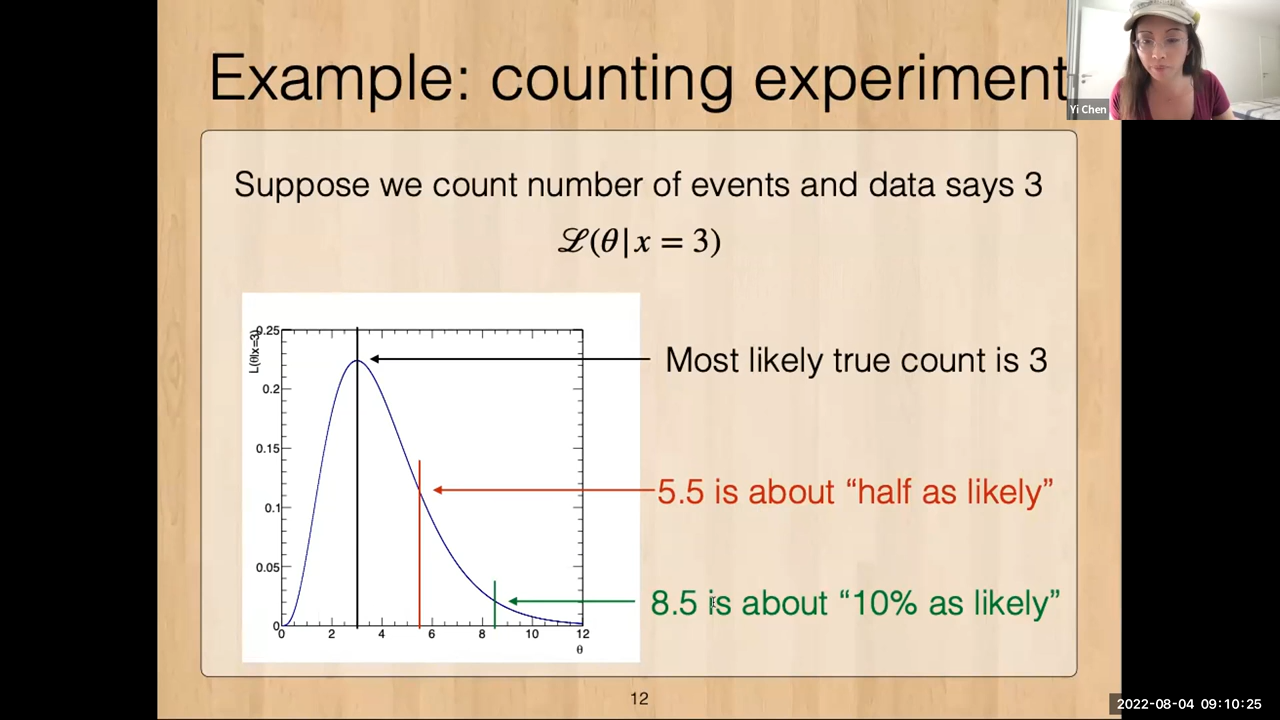 Example: counting experiment
Yi Chen
Suppose we count number of events and data says 3
ℒ(θ|x = 3)
L(θ|x=3)
0.25
0.2
0.15
0.1
0.05
0
0 2 4 6 8 10 12
θ
Most likely true count is 3
5.5 is about “half as likely”
8.5 is about “10% as likely”
12
2022-08-04 09:10:25